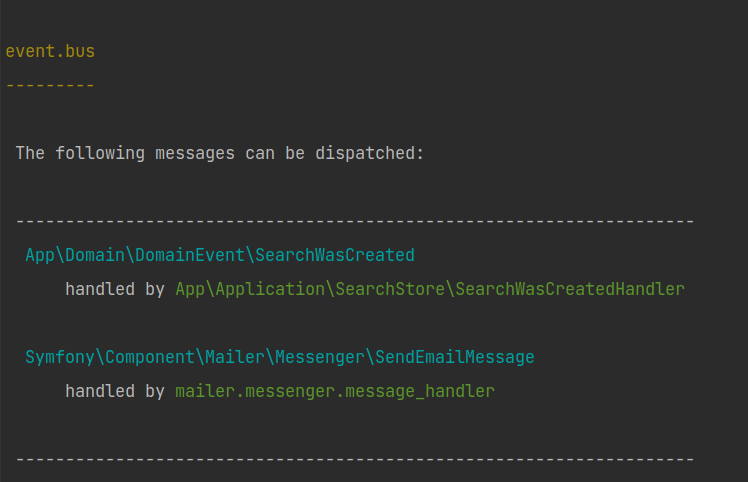 event.bus
---------
The following messages can be dispatched:
--------------------------------------------------------------------
App\Domain\DomainEvent\SearchWasCreated
handled by App\Application\SearchStore\SearchWasCreatedHandler
Symfony\Component\Mailer\Messenger\SendEmailMessage
handled by mailer.messenger.message_handler
--------------------------------------------------------------------